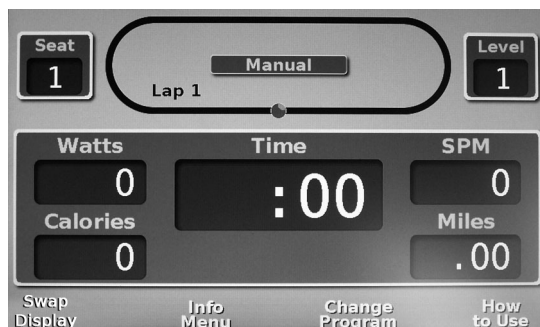 Seat
1
Manual
Lap 1
Level
1
Watts
0
Time
:00
SPM
0
Calories
0
Miles
.00
Swap
Display
Info
Menu
Change
Program
How
to Use